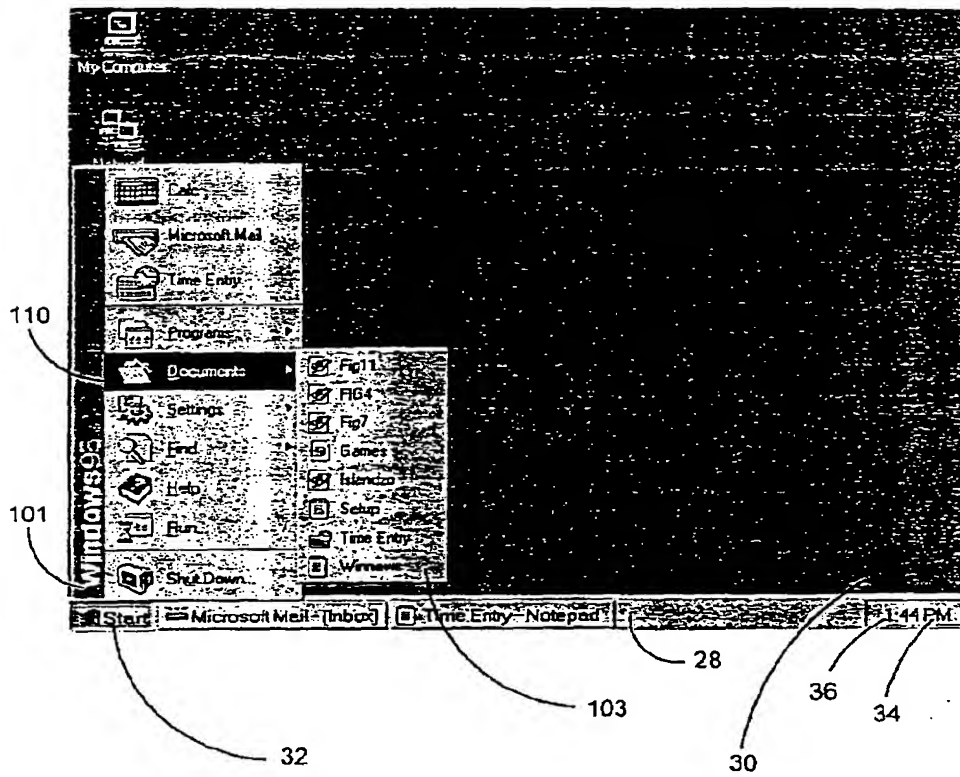 My Computer
Network
Calc
Microsoft Mail
Time Entry
Programs
110
Documents
Fig11
FIG4
Settings
Fig7
Find
Games
Help
Islandzo
101
Run
Setup
Time Entry
Winnews
Shut Down...
Windows95
Start
Microsoft Mail - [Inbox]
Time Entry - Notepad
1:44 PM
28
36
34
103
32
30